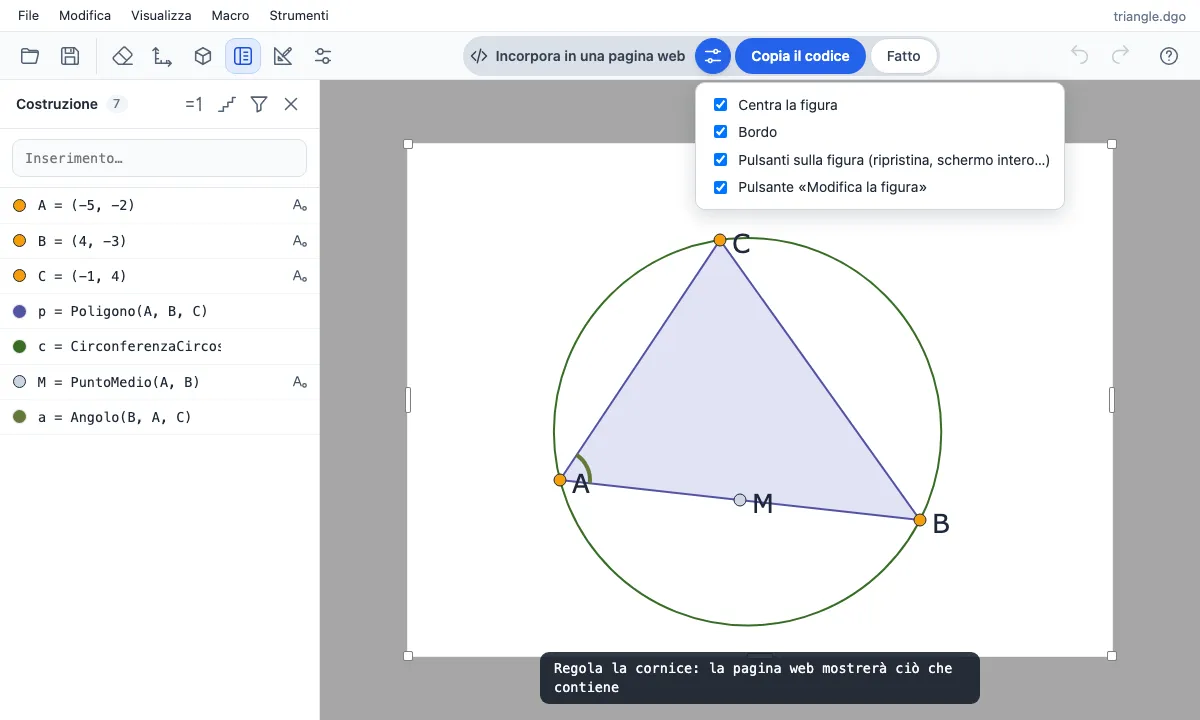 File Modifica Visualizza Macro Strumenti triangle.dgo
Incorpora in una pagina web Copia il codice Fatto
Costruzione 7 =1
Centra la figura
Bordo
Pulsanti sulla figura (ripristina, schermo intero…)
Pulsante «Modifica la figura»
Inserimento…
A = (−5, −2)
B = (4, −3)
C = (−1, 4)
p = Poligono(A, B, C)
c = CirconferenzaCircos
M = PuntoMedio(A, B)
a = Angolo(B, A, C)
C
A
M
B
Regola la cornice: la pagina web mostrerà ciò che
contiene